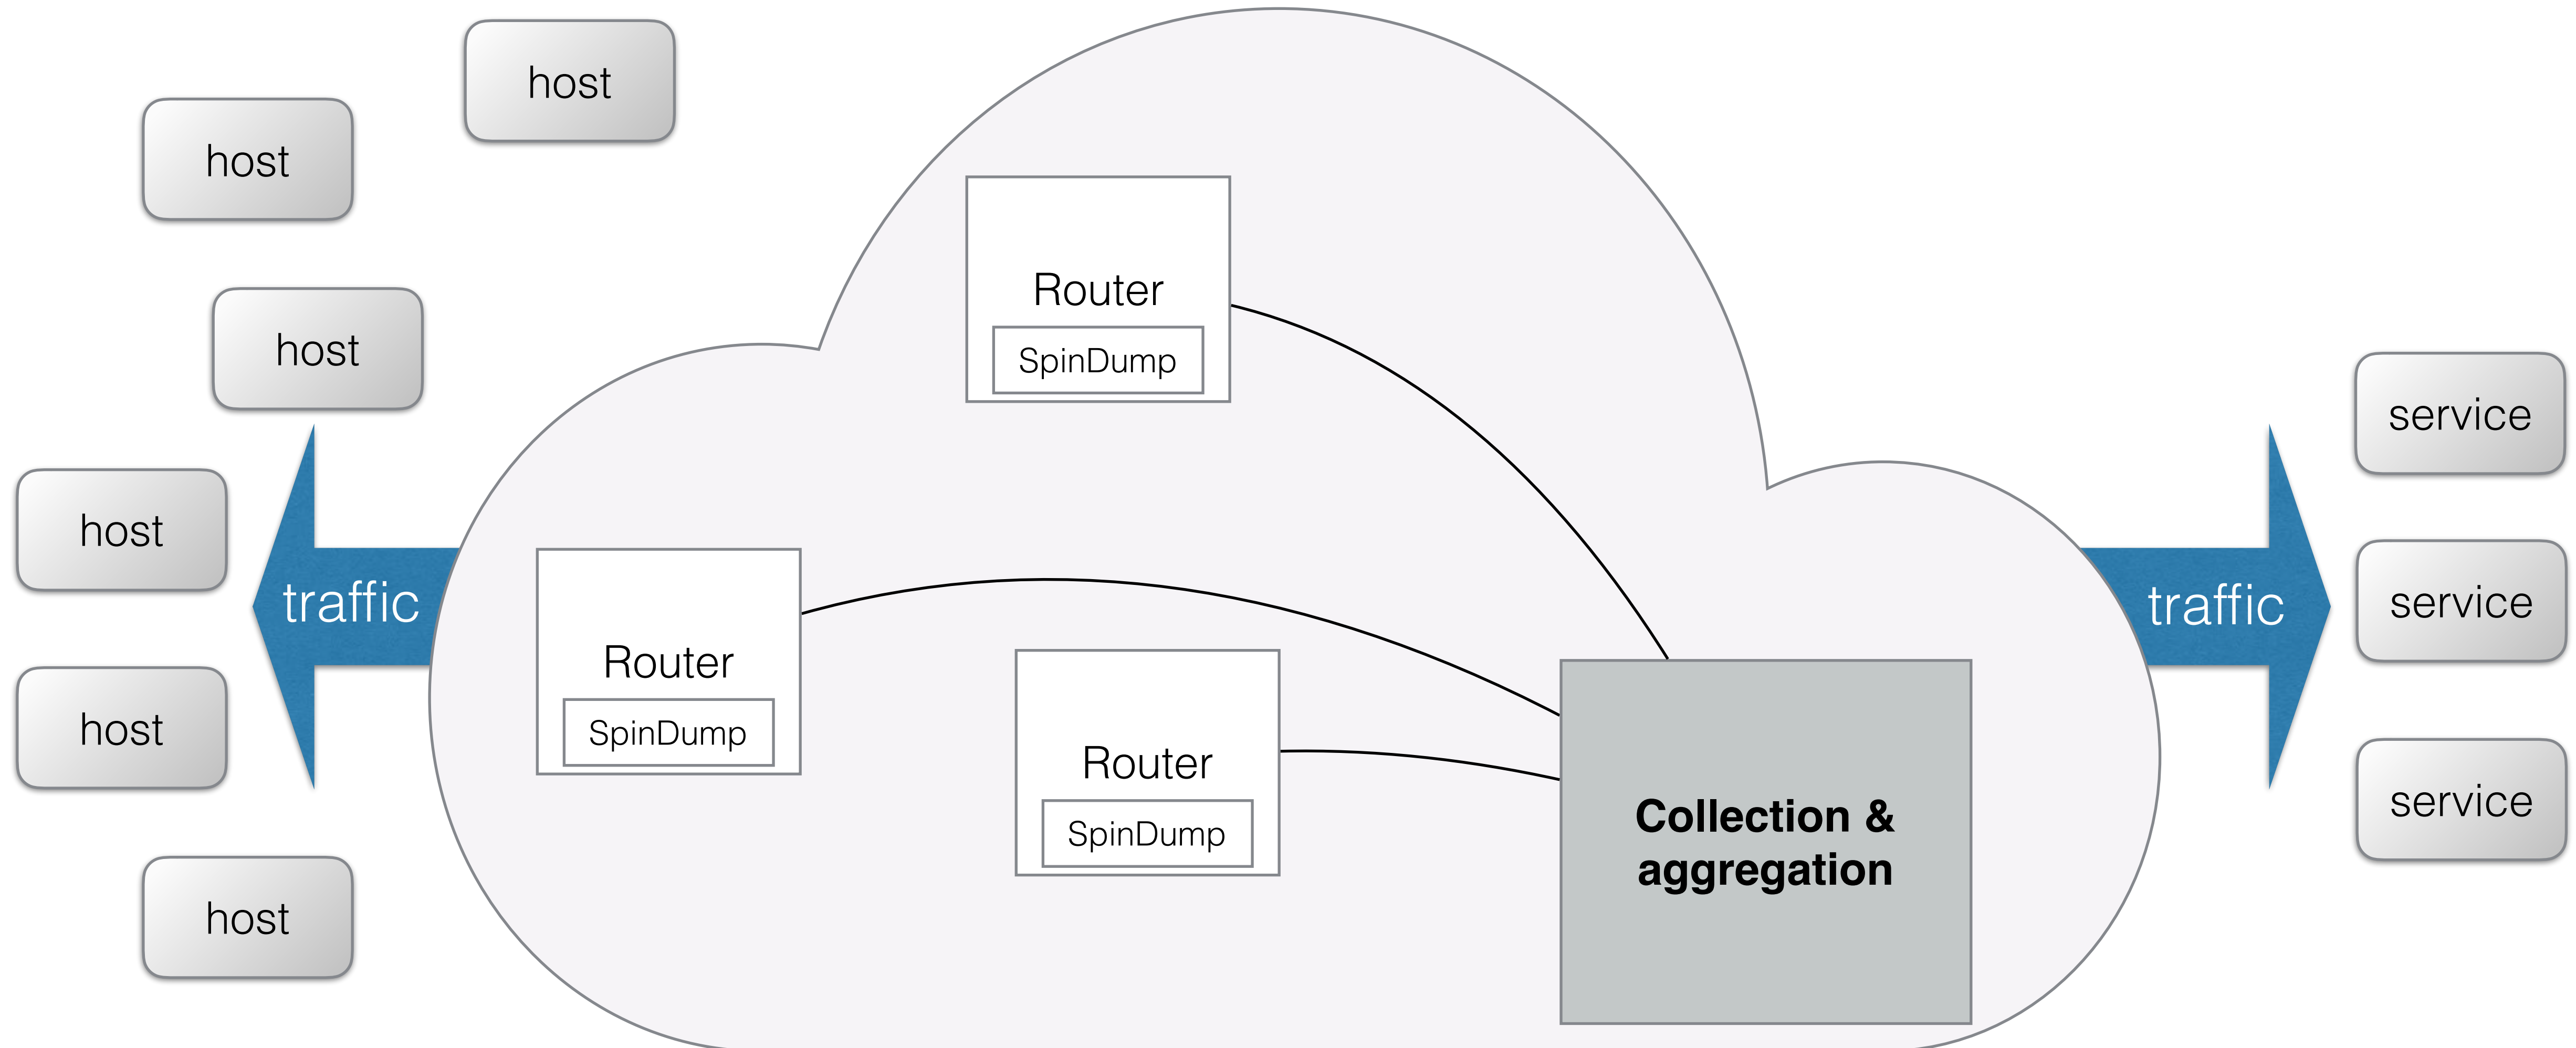 host
host
host
host
host
host
traffic
Router
SpinDump
Router
SpinDump
Router
SpinDump
Collection &
aggregation
traffic
service
service
service